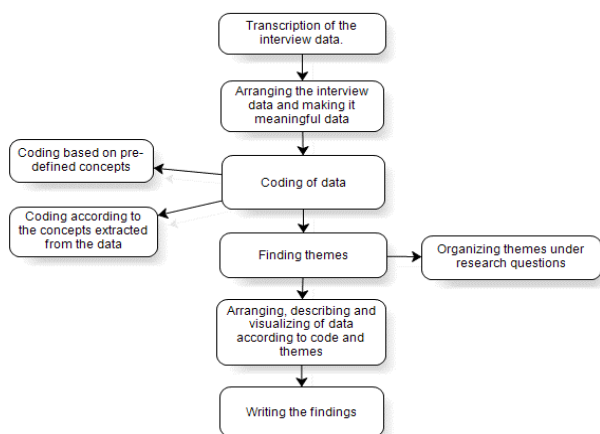 Transcription of the
interview data.
Arranging the interview
data and making it
meaningful data
Coding based on pre-
defined concepts
Coding of data
Coding according to
the concepts extracted
from the data
Finding themes
Organizing themes under
research questions
Arranging, describing and
visualizing of data
according to code and
themes
Writing the findings